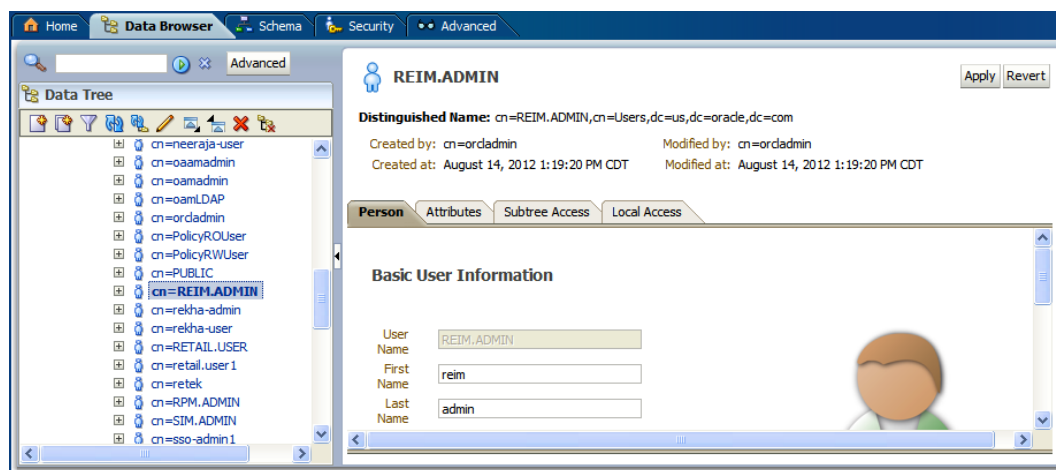 Home Data Browser Schema Security Advanced
Advanced
Data Tree
cn=neeraja-user
cn=oaamadmin
cn=oamadmin
cn=oamLDAP
cn=orcladmin
cn=PolicyROUser
cn=PolicyRWUser
cn=PUBLIC
cn=REIM.ADMIN
cn=rekha-admin
cn=rekha-user
cn=RETAIL.USER
cn=retail.user1
cn=retek
cn=RPM.ADMIN
cn=SIM.ADMIN
cn=sso-admin1
REIM.ADMIN
Apply Revert
Distinguished Name: cn=REIM.ADMIN,cn=Users,dc=us,dc=oracle,dc=com
Created by: cn=orcladmin Modified by: cn=orcladmin
Created at: August 14, 2012 1:19:20 PM CDT Modified at: August 14, 2012 1:19:20 PM CDT
Person Attributes Subtree Access Local Access
Basic User Information
User
Name
REIM.ADMIN
First
Name
reim
Last
Name
admin